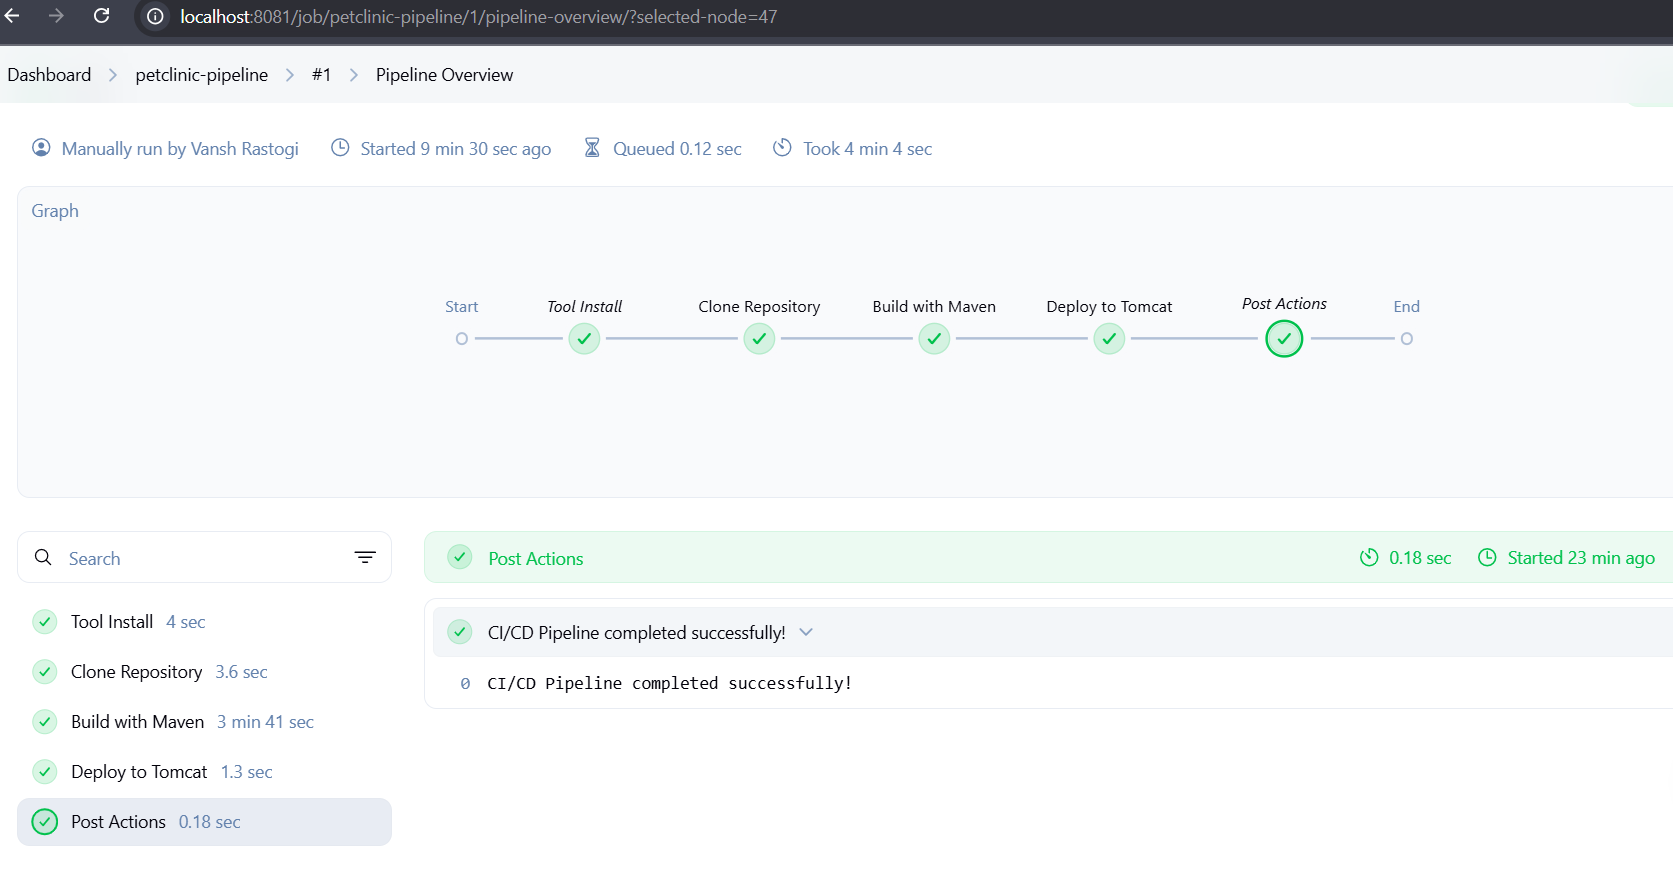 localhost:8081/job/petclinic-pipeline/1/pipeline-overview/?selected-node=47
Dashboard petclinic-pipeline #1 Pipeline Overview
Manually run by Vansh Rastogi Started 9 min 30 sec ago Queued 0.12 sec Took 4 min 4 sec
Graph
Start Tool Install Clone Repository Build with Maven Deploy to Tomcat Post Actions End
Search
Tool Install 4 sec
Clone Repository 3.6 sec
Build with Maven 3 min 41 sec
Deploy to Tomcat 1.3 sec
Post Actions 0.18 sec
Post Actions 0.18 sec Started 23 min ago
CI/CD Pipeline completed successfully!
0 CI/CD Pipeline completed successfully!